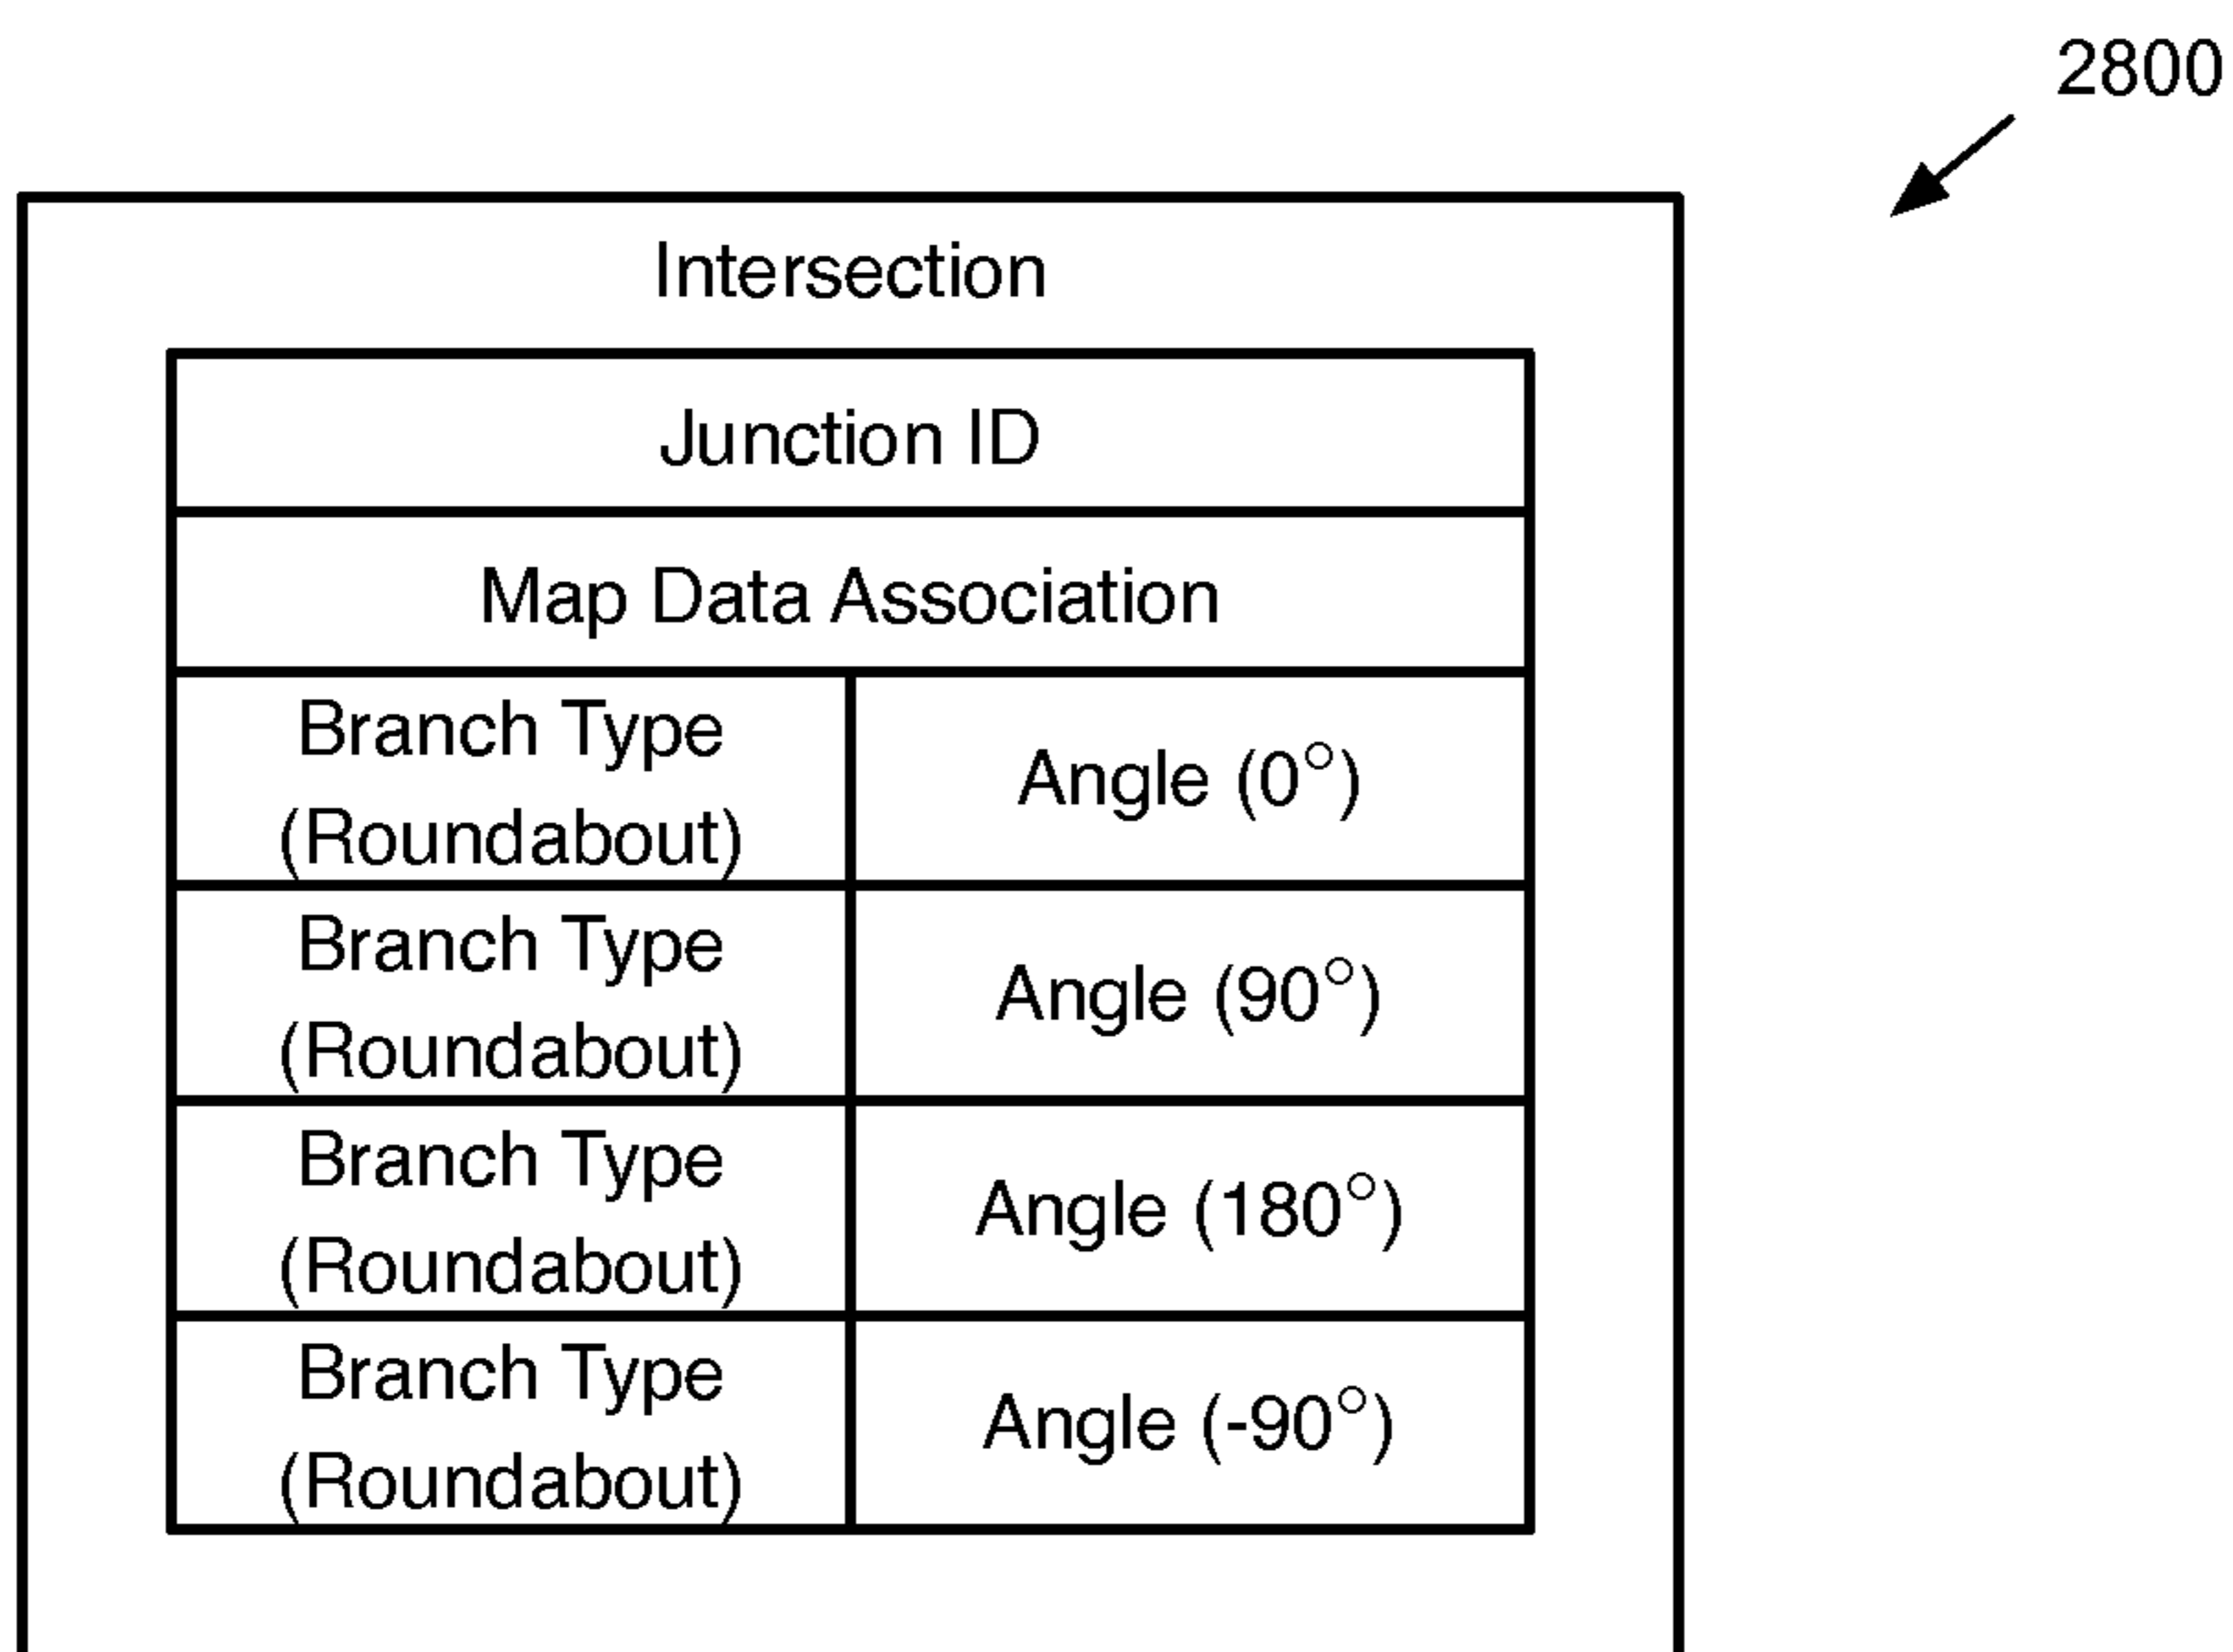 2800
Intersection
Junction ID
Map Data Association
Branch Type
(Roundabout)
Angle (0°)
Branch Type
(Roundabout)
Angle (90°)
Branch Type
(Roundabout)
Angle (180°)
Branch Type
(Roundabout)
Angle (-90°)